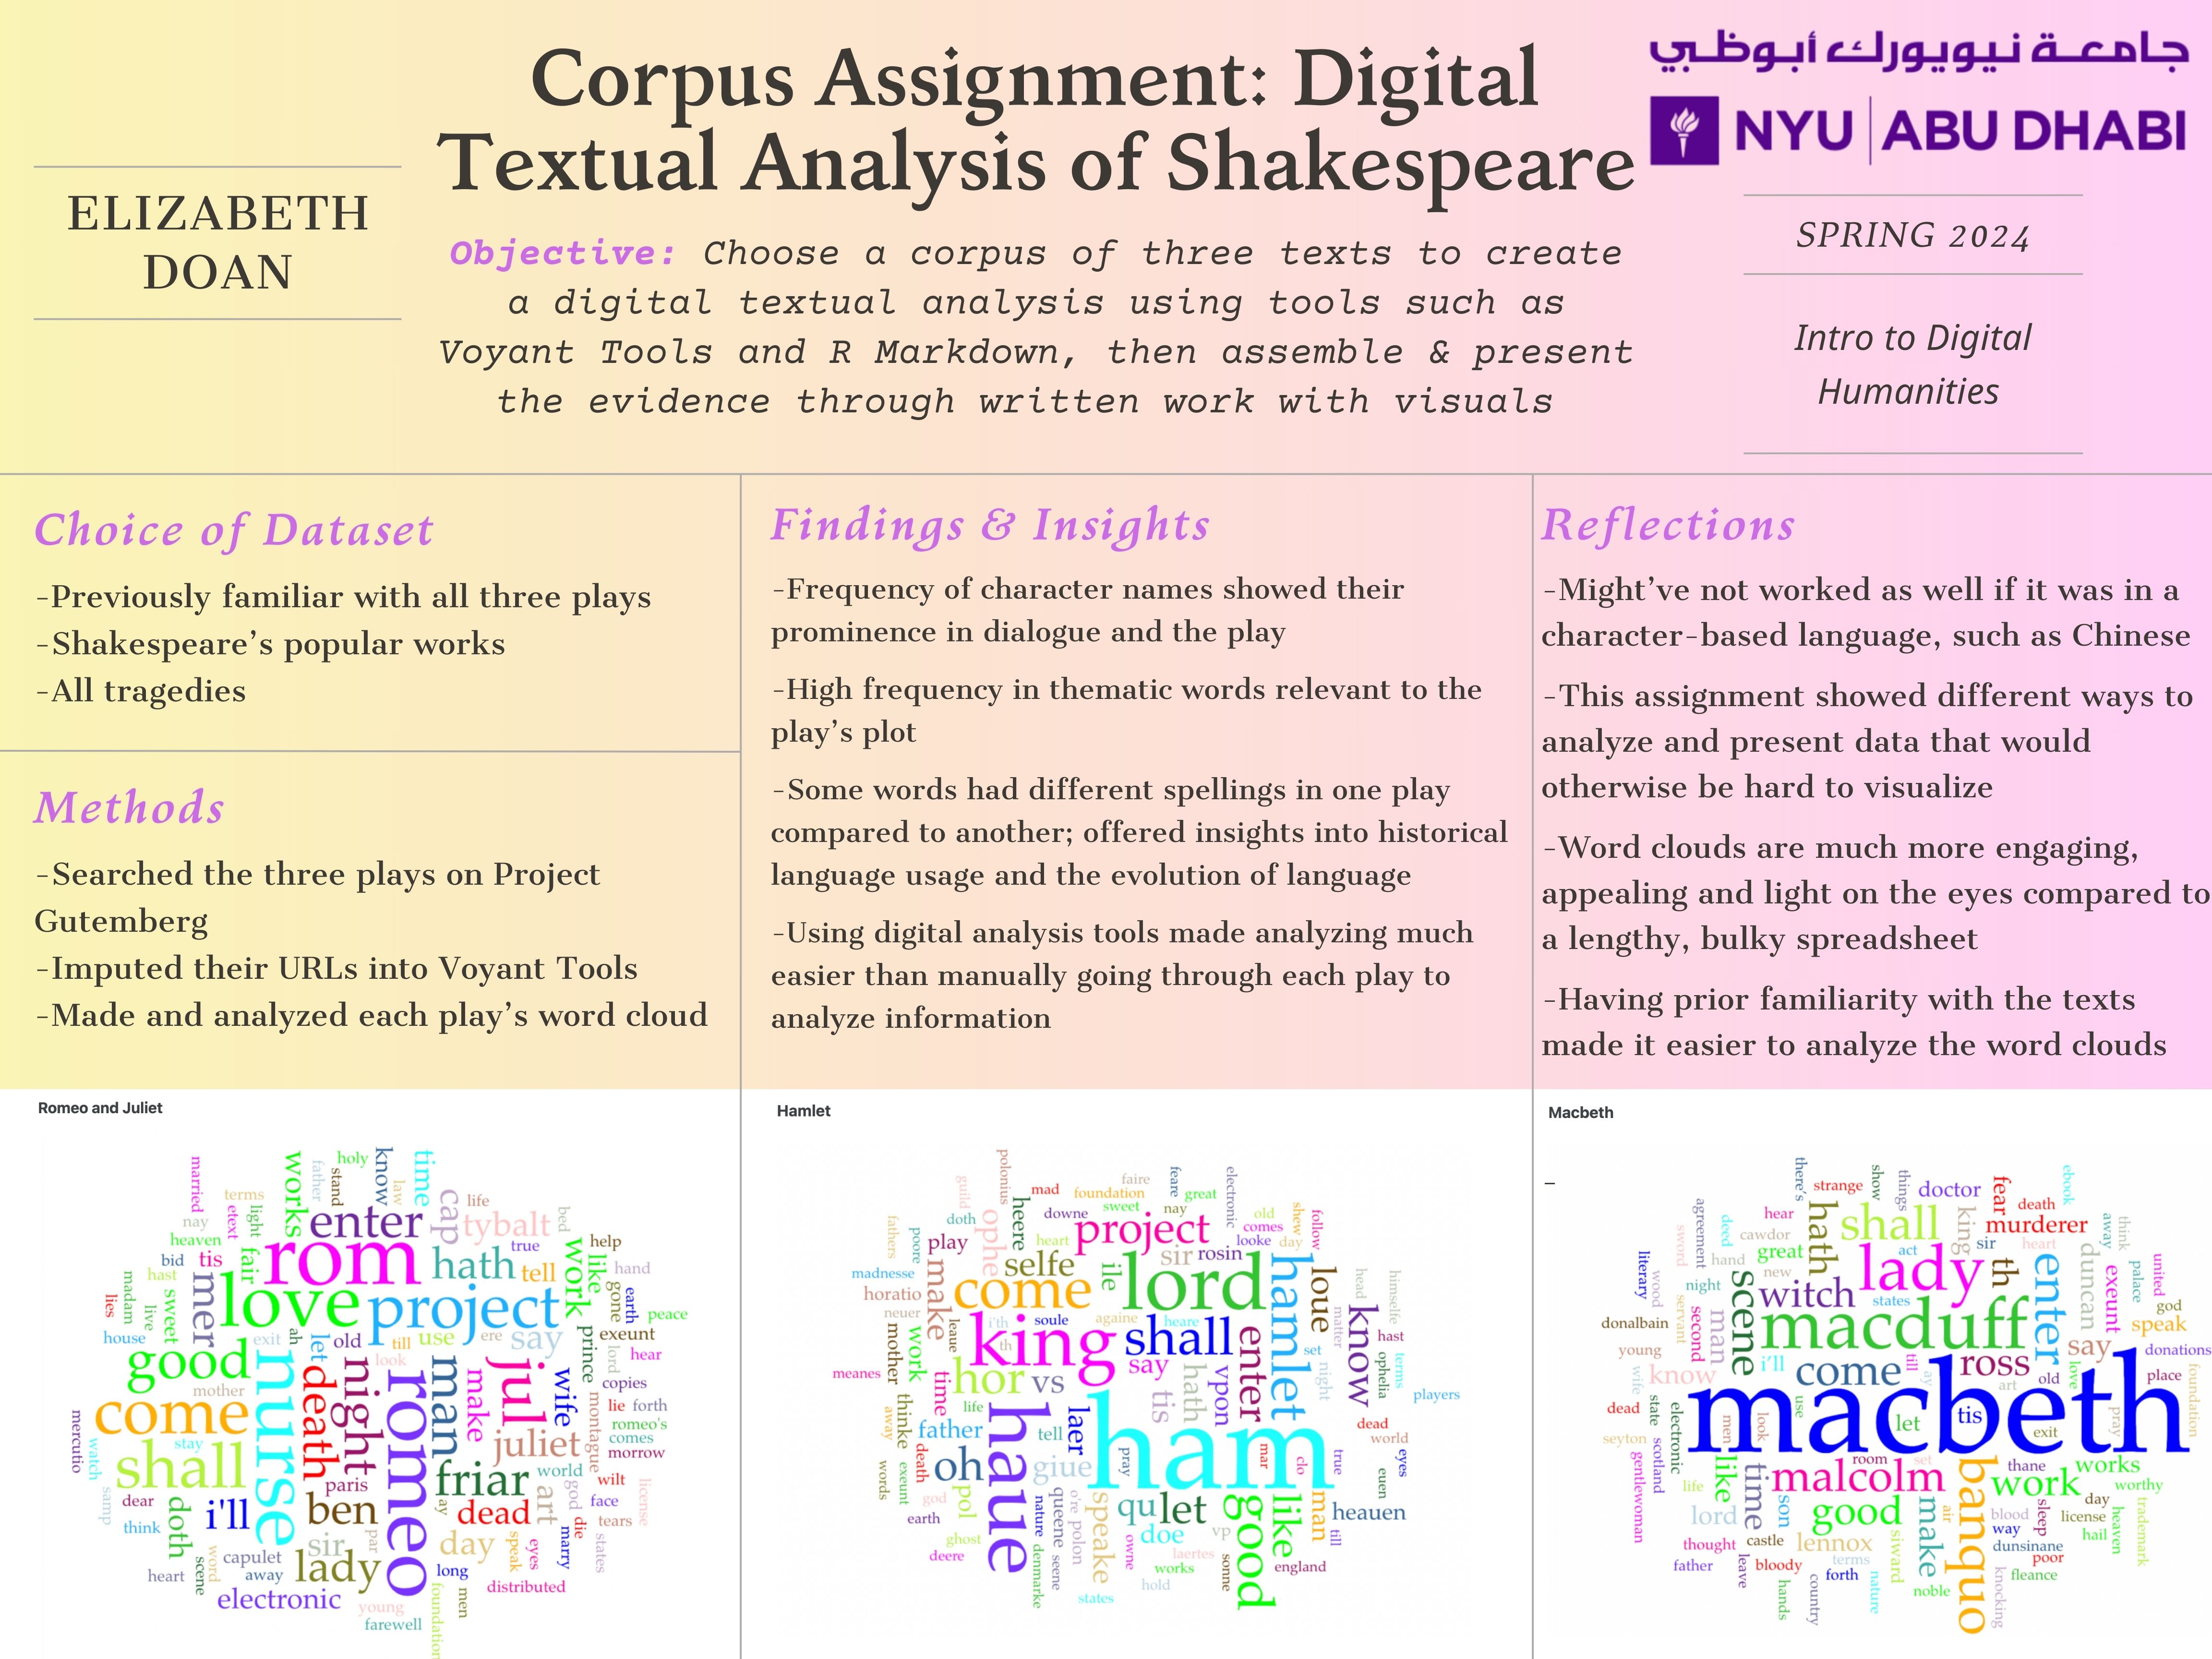 Corpus Assignment: Digital
Textual Analysis of Shakespeare
جامعـة نيويورك أبوظبي
NYU | ABU DHABI
ELIZABETH
DOAN
Objective: Choose a corpus of three texts to create
a digital textual analysis using tools such as
Voyant Tools and R Markdown, then assemble & present
the evidence through written work with visuals
SPRING 2024
Intro to Digital
Humanities
Choice of Dataset
-Previously familiar with all three plays
-Shakespeare's popular works
-All tragedies
Methods
-Searched the three plays on Project
Gutemberg
-Imputed their URLs into Voyant Tools
-Made and analyzed each play's word cloud
Findings & Insights
-Frequency of character names showed their
prominence in dialogue and the play
-High frequency in thematic words relevant to the
play's plot
-Some words had different spellings in one play
compared to another; offered insights into historical
language usage and the evolution of language
-Using digital analysis tools made analyzing much
easier than manually going through each play to
analyze information
Reflections
-Might've not worked as well if it was in a
character-based language, such as Chinese
-This assignment showed different ways to
analyze and present data that would
otherwise be hard to visualize
-Word clouds are much more engaging,
appealing and light on the eyes compared to
a lengthy, bulky spreadsheet
-Having prior familiarity with the texts
made it easier to analyze the word clouds
Romeo and Juliet
married
works
father
holy
stand
know
law
time
cap
life
terms
etext
light
nay
heaven
enter
tybalt
bed
true
help
bid
tis
fair
rom
hath
tell
work
like
gone
hand
madam
hast
lies
live
sweet
mer
love
project
earth
peace
house
exit
ah
let
old
till
use
ere
say
prince
exeunt
lord
hear
good
nurse
death
look
night
romeo
man
make
jul
wife
copies
mother
come
montague
lie
forth
romeo's
comes
morrow
mercutio
watch
stay
juliet
shall
paris
friar
world
wilt
samp
dear
doth
i'll
ben
ay
dead
art
god
face
license
think
par
die
tears
sir
day
speak
eyes
marry
states
heart
scene
word
capulet
away
lady
long
men
distributed
electronic
young
foundation
farewell
Hamlet
polonius
guild
mad
faire
feare
electronic
foundation
great
fathers
doth
ophe
heere
downe
sweet
nay
old
shew
follow
poore
play
heart
project
comes
looke
day
madnesse
make
selfe
ile
sir
rosin
horatio
come
lord
hamlet
loue
head
himselfe
neuer
leaue
i'th
soule
againe
heare
matter
know
hast
mother
work
th
king
shall
enter
set
meanes
time
hor
vs
say
hath
vpon
night
ophelia
terms
players
away
thinke
life
haue
laer
tis
father
tell
ham
dead
world
words
exeunt
death
oh
giue
pray
mar
clo
true
eyes
god
pol
nature
queene
o're
speake
qu
let
good
like
man
euen
heauen
earth
ghost
polon
doe
vp
till
deere
denmarke
seene
owne
laertes
works
sonne
england
hold
states
Macbeth
–
there's
strange
show
things
doctor
fear
death
ebook
agreement
hear
hath
shall
king
murderer
away
think
sword
deed
cawdor
great
act
sir
heart
literary
wood
hand
new
lady
th
enter
duncan
exeunt
palace
united
night
scene
witch
states
god
donalbain
servant
second
man
macduff
speak
young
i'll
come
till
ross
say
donations
know
wife
ay
art
old
love
place
foundation
dead
state
electronic
men
look
use
macbeth
let
tis
exit
pray
seyton
scotland
gentlewoman
room
set
thane
works
life
like
time
malcolm
banquo
work
worthy
lord
son
good
make
air
blood
sleep
day
license
heaven
trademark
castle
lennox
siward
way
hail
thought
dunsinane
father
leave
bloody
terms
forth
nature
poor
fleance
hands
country
noble
knocking